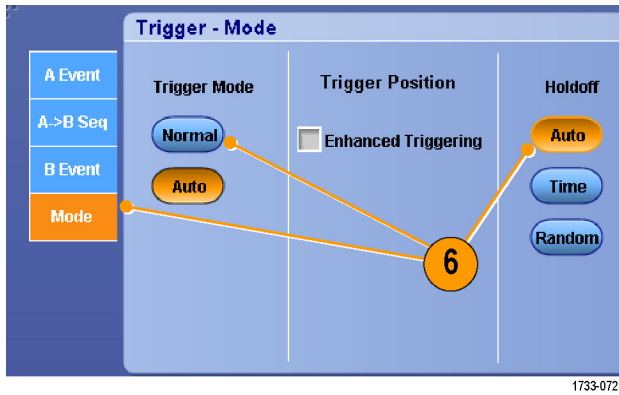 Trigger - Mode
A Event
A->B Seq
B Event
Mode
Trigger Mode
Normal
Auto
Trigger Position
Enhanced Triggering
Holdoff
Auto
Time
Random
6
1733-072